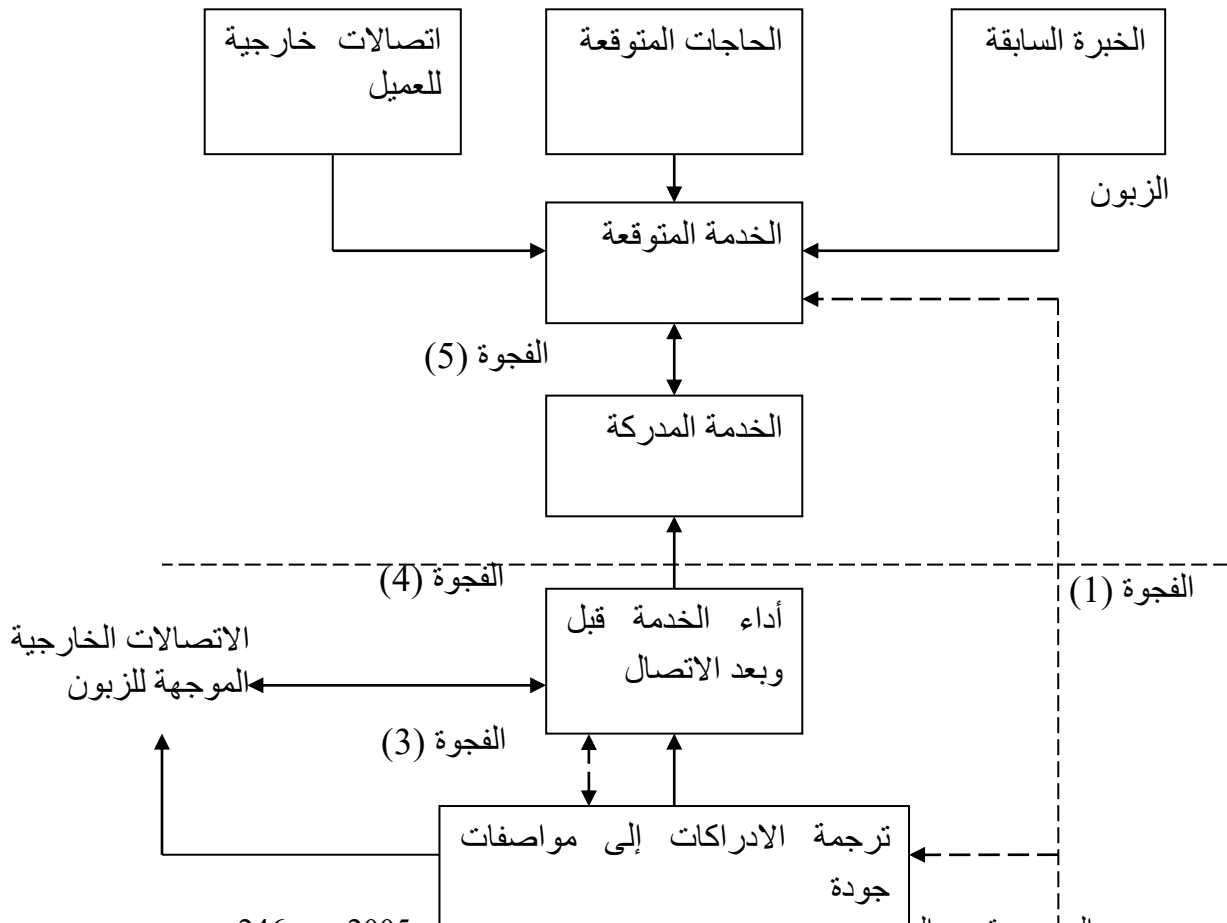 الخبرة السابقة
الحاجات المتوقعة
اتصالات خارجية
للعميل
الزبون
الخدمة المتوقعة
الفجوة (5)
الخدمة المدركة
الفجوة (4)
الفجوة (1)
أداء الخدمة قبل
وبعد الاتصال
الاتصالات الخارجية
الموجهة للزبون
الفجوة (3)
ترجمة الادراكات إلى مواصفات
جودة